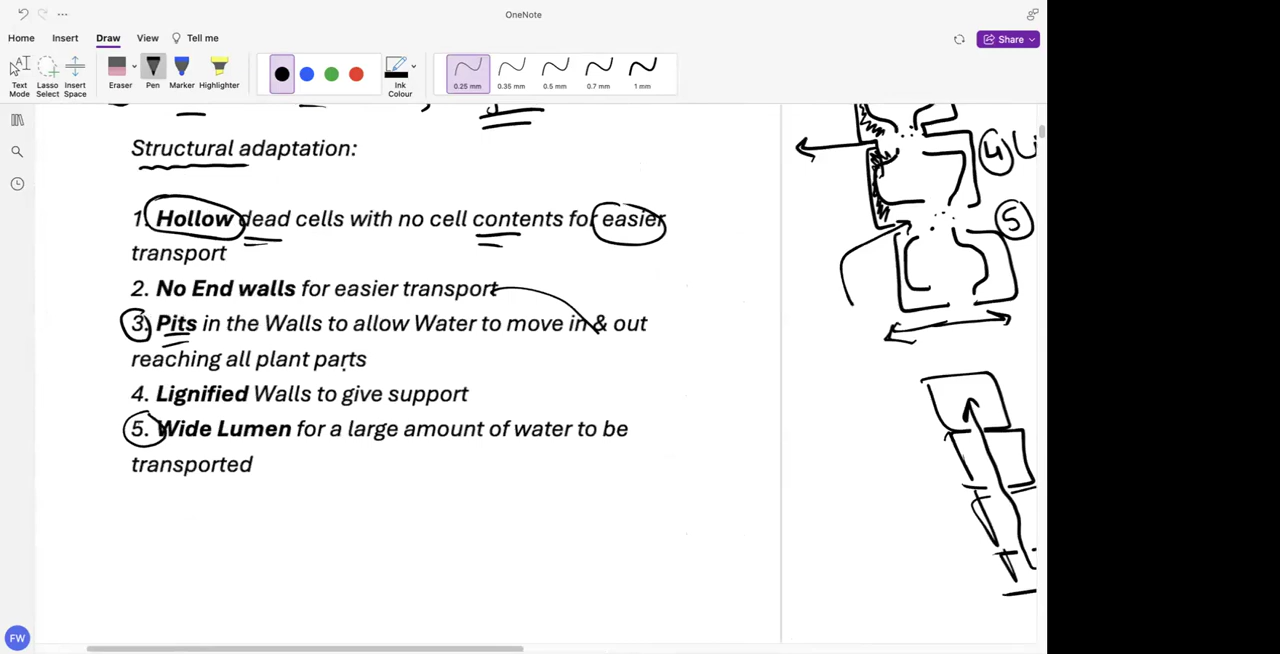 OneNote
Home Insert Draw View Tell me
Share
Text Mode
Lasso Select
Insert Space
Eraser
Pen
Marker
Highlighter
Ink Colour
0.25 mm
0.35 mm
0.5 mm
0.7 mm
1 mm
Structural adaptation:
1. Hollow dead cells with no cell contents for easier
transport
2. No End walls for easier transport
3. Pits in the Walls to allow Water to move in & out
reaching all plant parts
4. Lignified Walls to give support
5. Wide Lumen for a large amount of water to be
transported
4
5
FW